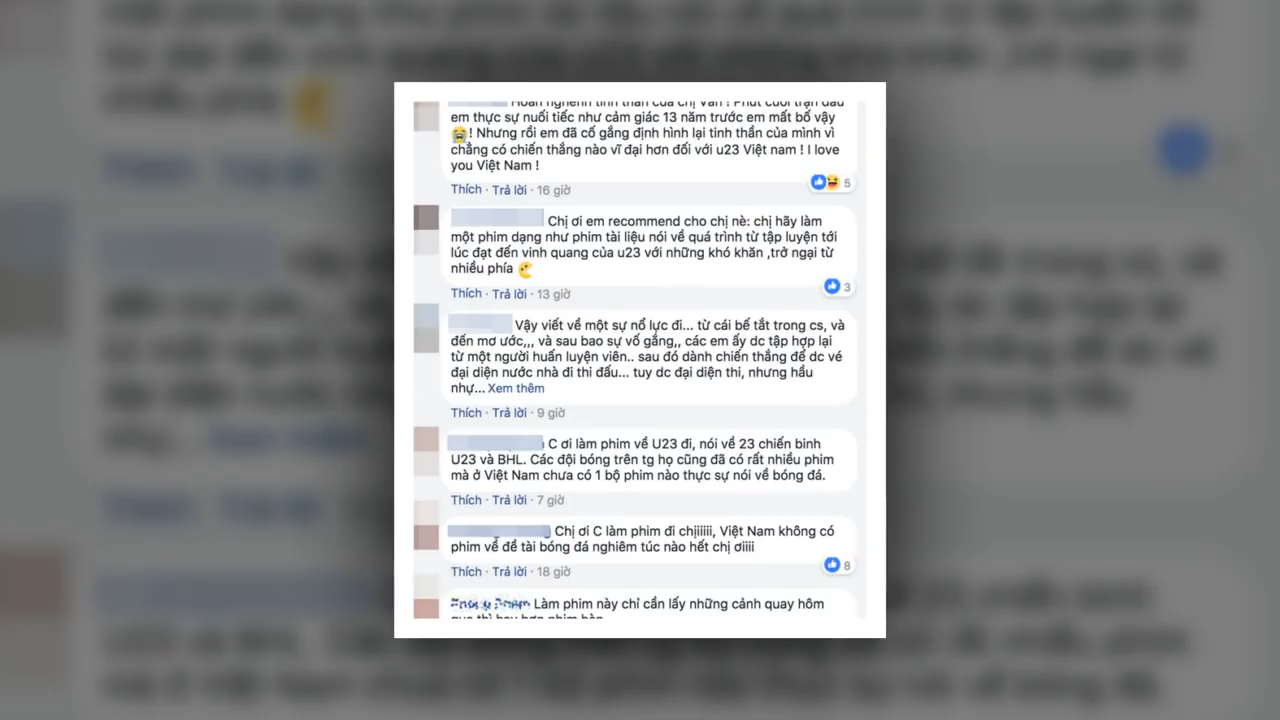 Hoan nghênh tinh thần của chị Vân ! Phút cuối trận đấu
em thực sự nuối tiếc như cảm giác 13 năm trước em mất bố vậy
😭! Nhưng rồi em đã cố gắng định hình lại tinh thần của mình vì
chẳng có chiến thắng nào vĩ đại hơn đối với u23 Việt nam ! I love
you Việt Nam !
5
Thích · Trả lời · 16 giờ
Chị ơi em recommend cho chị nè: chị hãy làm
một phim dạng như phim tài liệu nói về quá trình từ tập luyện tới
lúc đạt đến vinh quang của u23 với những khó khăn ,trở ngại từ
nhiều phía
3
Thích · Trả lời · 13 giờ
Vậy viết về một sự nổ lực đi... từ cái bế tắt trong cs, và
đến mơ ước,,, và sau bao sự vố gắng,, các em ấy dc tập hợp lại
từ một người huấn luyện viên.. sau đó dành chiến thắng để dc vé
đại diện nước nhà đi thi đấu... tuy dc đại diện thi, nhưng hầu
nhự... Xem thêm
Thích · Trả lời · 9 giờ
C ơi làm phim về U23 đi, nói về 23 chiến binh
U23 và BHL. Các đội bóng trên tg họ cũng đã có rất nhiều phim
mà ở Việt Nam chưa có 1 bộ phim nào thực sự nói về bóng đá.
Thích · Trả lời · 7 giờ
Chị ơi C làm phim đi chịiiiii, Việt Nam không có
phim về đề tài bóng đá nghiêm túc nào hết chị ơiiii
8
Thích · Trả lời · 18 giờ
Làm phim này chỉ cần lấy những cảnh quay hôm